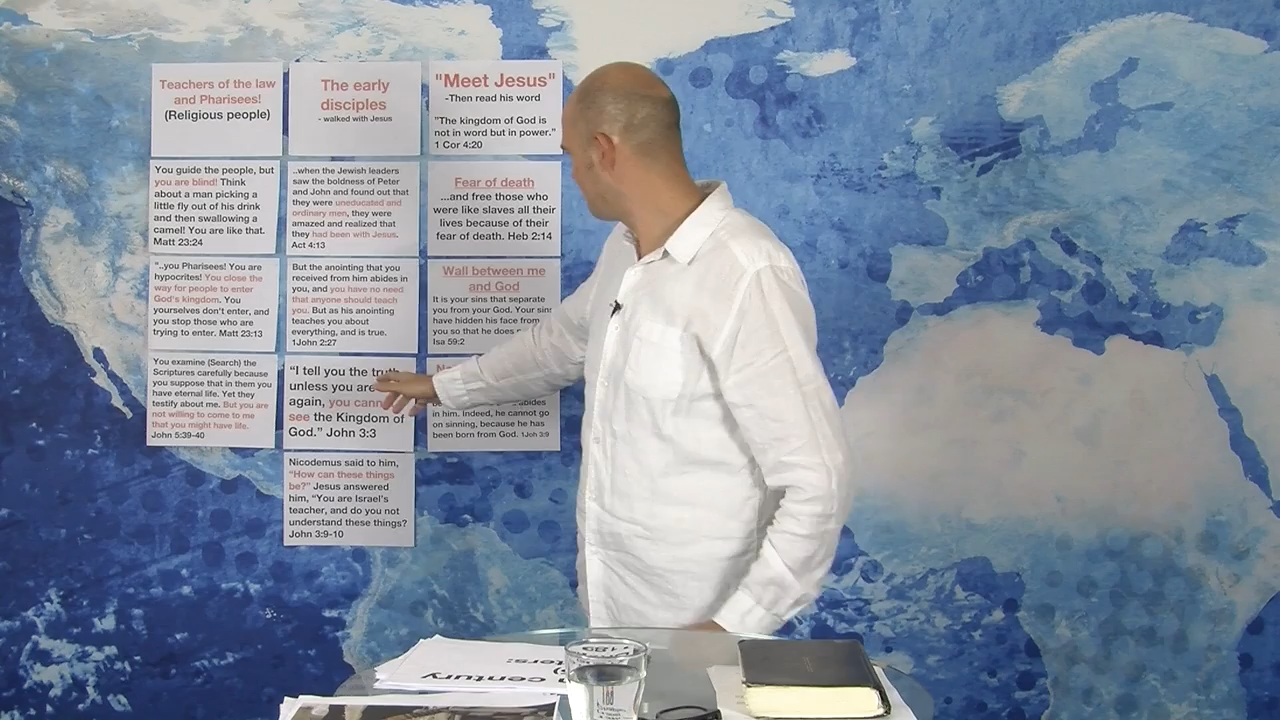 Teachers of the law
and Pharisees!
(Religious people)
You guide the people, but
you are blind! Think
about a man picking a
little fly out of his drink
and then swallowing a
camel! You are like that.
Matt 23:24
"..you Pharisees! You are
hypocrites! You close the
way for people to enter
God's kingdom. You
yourselves don't enter, and
you stop those who are
trying to enter. Matt 23:13
You examine (Search) the
Scriptures carefully because
you suppose that in them you
have eternal life. Yet they
testify about me. But you are
not willing to come to me
that you might have life.
John 5:39-40
The early
disciples
- walked with Jesus
..when the Jewish leaders
saw the boldness of Peter
and John and found out that
they were uneducated and
ordinary men, they were
amazed and realized that
they had been with Jesus.
Act 4:13
But the anointing that you
received from him abides in
you, and you have no need
that anyone should teach
you. But as his anointing
teaches you about
everything, and is true.
1John 2:27
“I tell you the truth
unless you are
again, you cann
see the Kingdom of
God.” John 3:3
Nicodemus said to him,
“How can these things
be?” Jesus answered
him, “You are Israel's
teacher, and do you not
understand these things?
John 3:9-10
"Meet Jesus"
-Then read his word
"The kingdom of God is
not in word but in power."
1 Cor 4:20
Fear of death
...and free those who
were like slaves all their
lives because of their
fear of death. Heb 2:14
Wall between me
and God
It is your sins that separate
you from your God. Your sins
have hidden his face from
you so that he does
Isa 59:2
abides
in him. Indeed, he cannot go
on sinning, because he has
been born from God. 1Joh 3:9
century